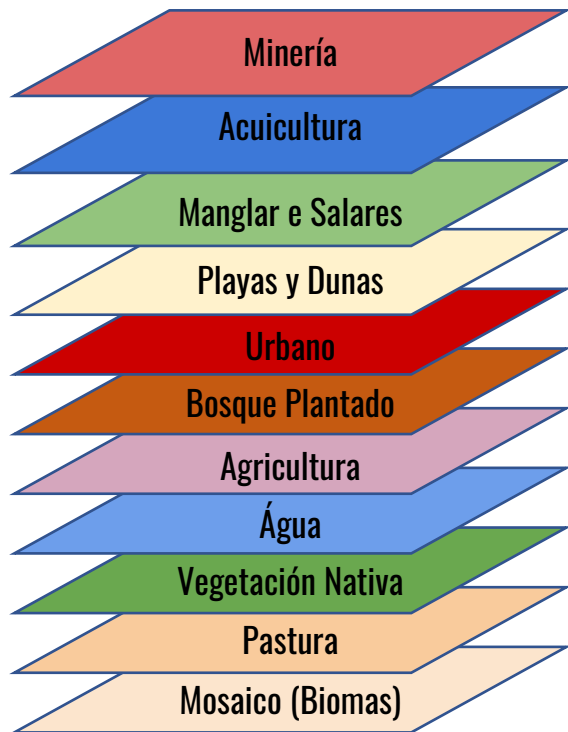 Minería
Acuicultura
Manglar e Salares
Playas y Dunas
Urbano
Bosque Plantado
Agricultura
Água
Vegetación Nativa
Pastura
Mosaico (Biomas)